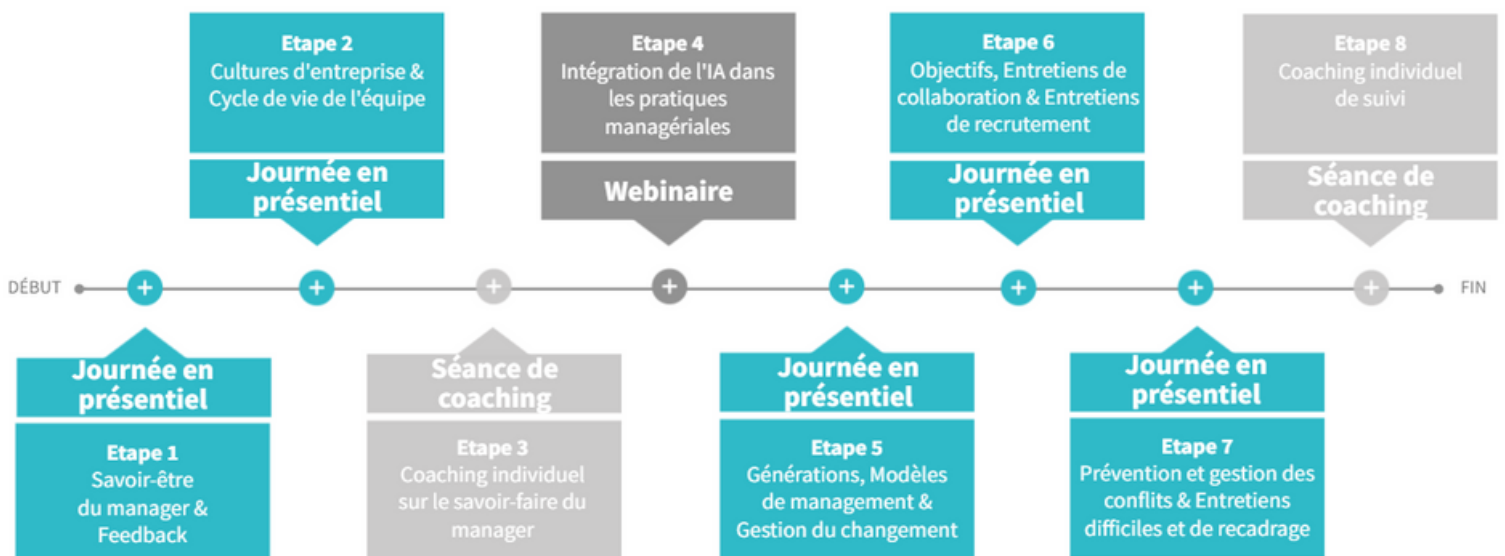 Etape 2
Cultures d'entreprise &
Cycle de vie de l'équipe
Journée en
présentiel
Etape 4
Intégration de l'IA dans
les pratiques
managériales
Webinaire
Etape 6
Objectifs, Entretiens de
collaboration & Entretiens
de recrutement
Journée en
présentiel
Etape 8
Coaching individuel
de suivi
Séance de
coaching
DÉBUT
FIN
Journée en
présentiel
Etape 1
Savoir-être
du manager &
Feedback
Séance de
coaching
Etape 3
Coaching individuel
sur le savoir-faire du
manager
Journée en
présentiel
Etape 5
Générations, Modèles
de management &
Gestion du changement
Journée en
présentiel
Etape 7
Prévention et gestion des
conflits & Entretiens
difficiles et de recadrage